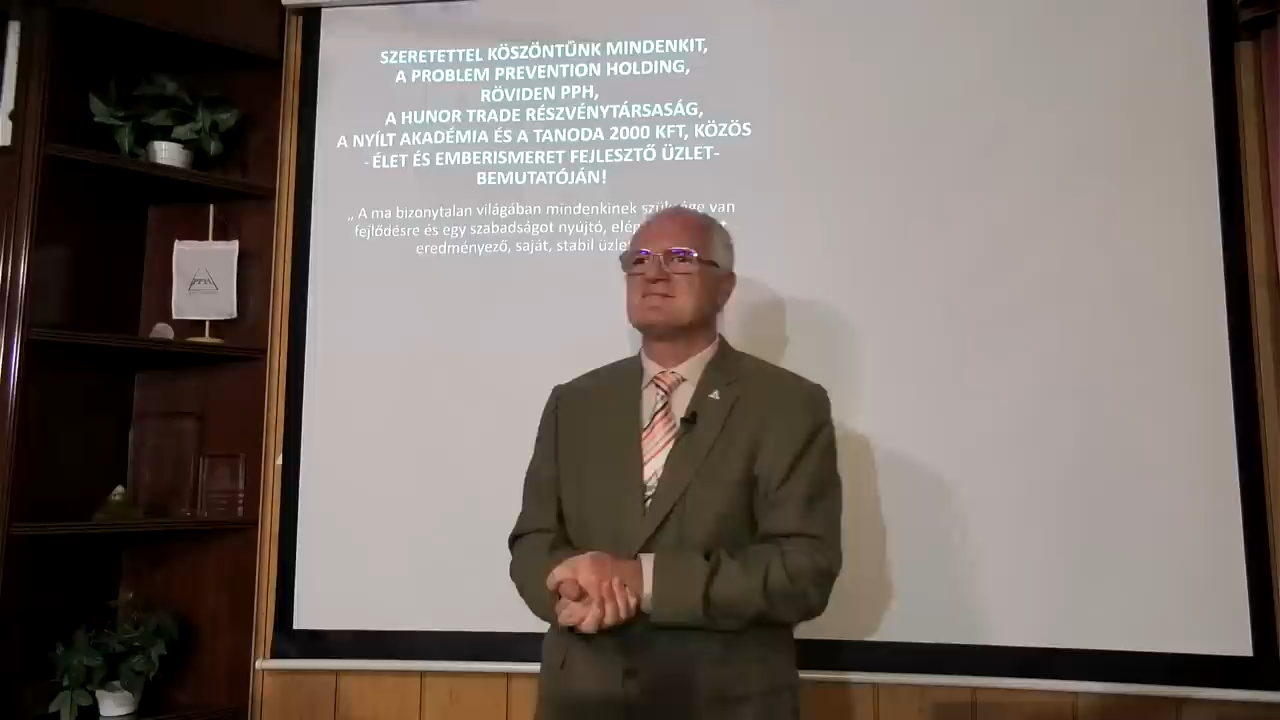 SZERETETTEL KÖSZÖNTÜNK MINDENKIT,
A PROBLEM PREVENTION HOLDING,
RÖVIDEN PPH,
A HUNOR TRADE RÉSZVÉNYTÁRSASÁG,
A NYÍLT AKADÉMIA ÉS A TANODA 2000 KFT, KÖZÖS
- ÉLET ÉS EMBERISMERET FEJLESZTŐ ÜZLET-
BEMUTATÓJÁN!
„ A ma bizonytalan világában mindenkinek szüksége van
fejlődésre és egy szabadságot nyújtó,
eredményező, saját, stabil